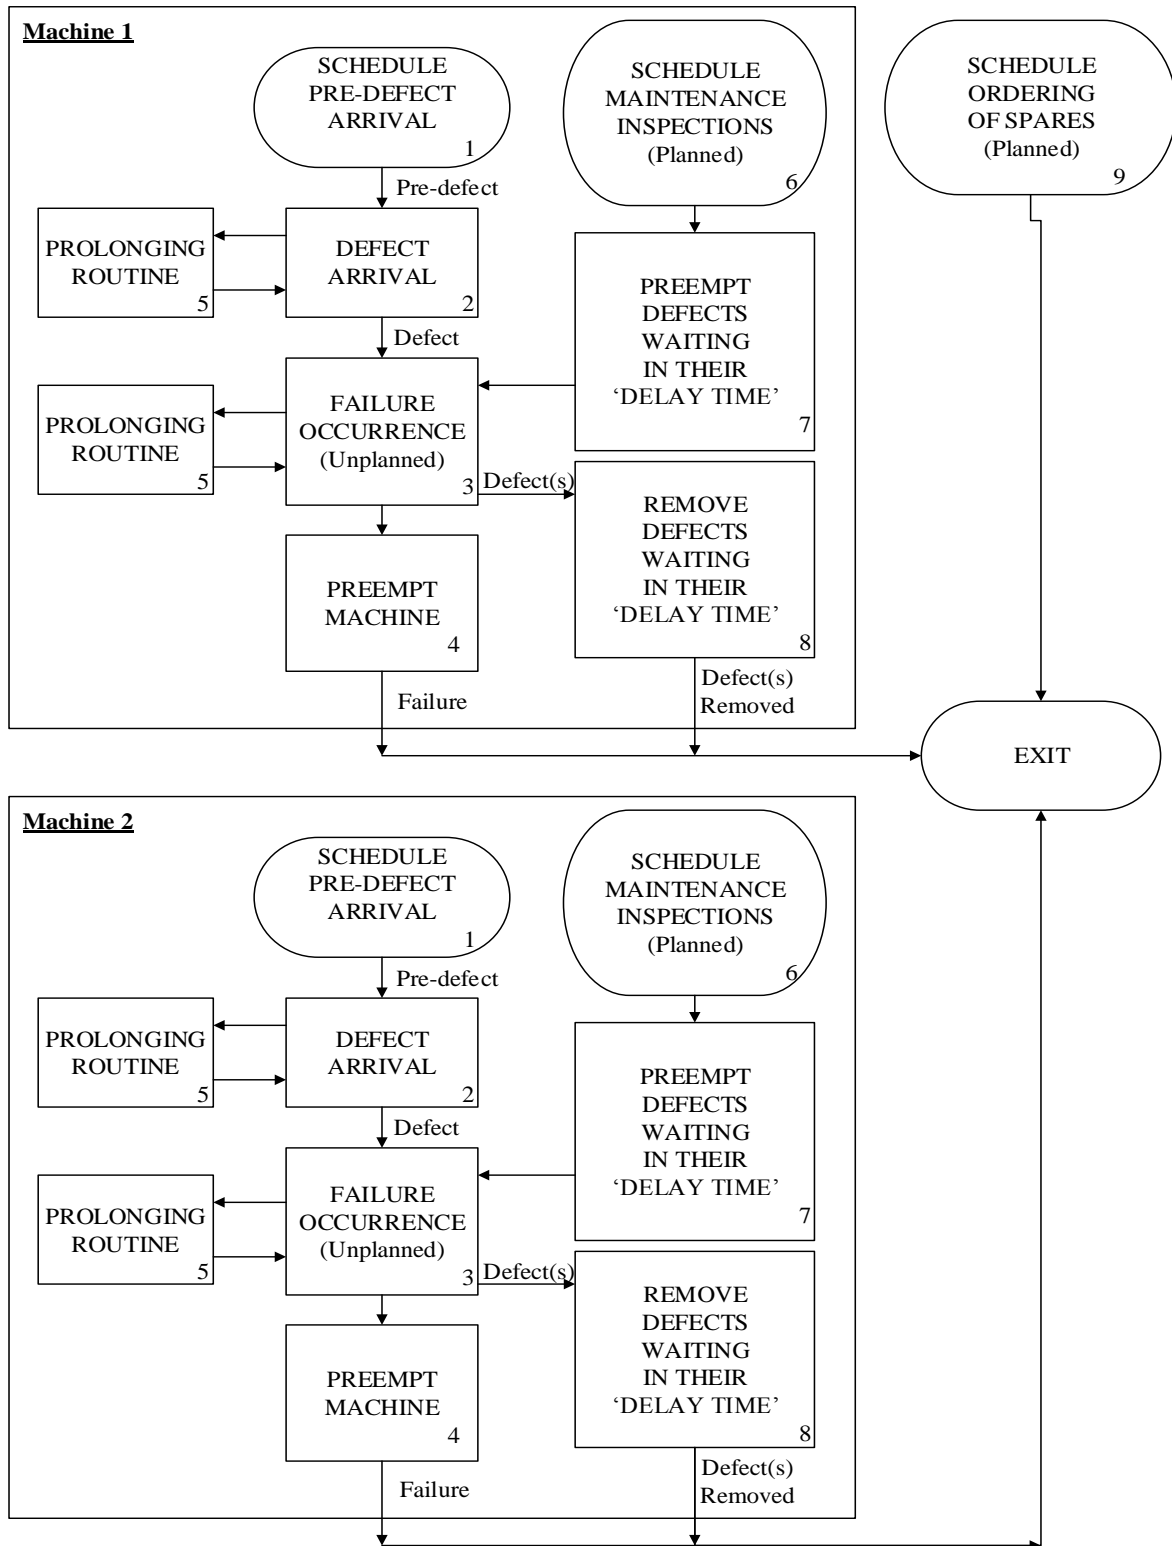 Machine 1
SCHEDULE
PRE-DEFECT
ARRIVAL
1
SCHEDULE
MAINTENANCE
INSPECTIONS
(Planned)
6
SCHEDULE
ORDERING
OF SPARES
(Planned)
9
Pre-defect
PROLONGING
ROUTINE
5
DEFECT
ARRIVAL
2
PREEMPT
DEFECTS
WAITING
IN THEIR
‘DELAY TIME’
7
Defect
PROLONGING
ROUTINE
5
FAILURE
OCCURRENCE
(Unplanned)
3
Defect(s)
REMOVE
DEFECTS
WAITING
IN THEIR
‘DELAY TIME’
8
PREEMPT
MACHINE
4
Failure
Defect(s)
Removed
EXIT
Machine 2
SCHEDULE
PRE-DEFECT
ARRIVAL
1
SCHEDULE
MAINTENANCE
INSPECTIONS
(Planned)
6
Pre-defect
PROLONGING
ROUTINE
5
DEFECT
ARRIVAL
2
PREEMPT
DEFECTS
WAITING
IN THEIR
‘DELAY TIME’
7
Defect
PROLONGING
ROUTINE
5
FAILURE
OCCURRENCE
(Unplanned)
3
Defect(s)
REMOVE
DEFECTS
WAITING
IN THEIR
‘DELAY TIME’
8
PREEMPT
MACHINE
4
Failure
Defect(s)
Removed